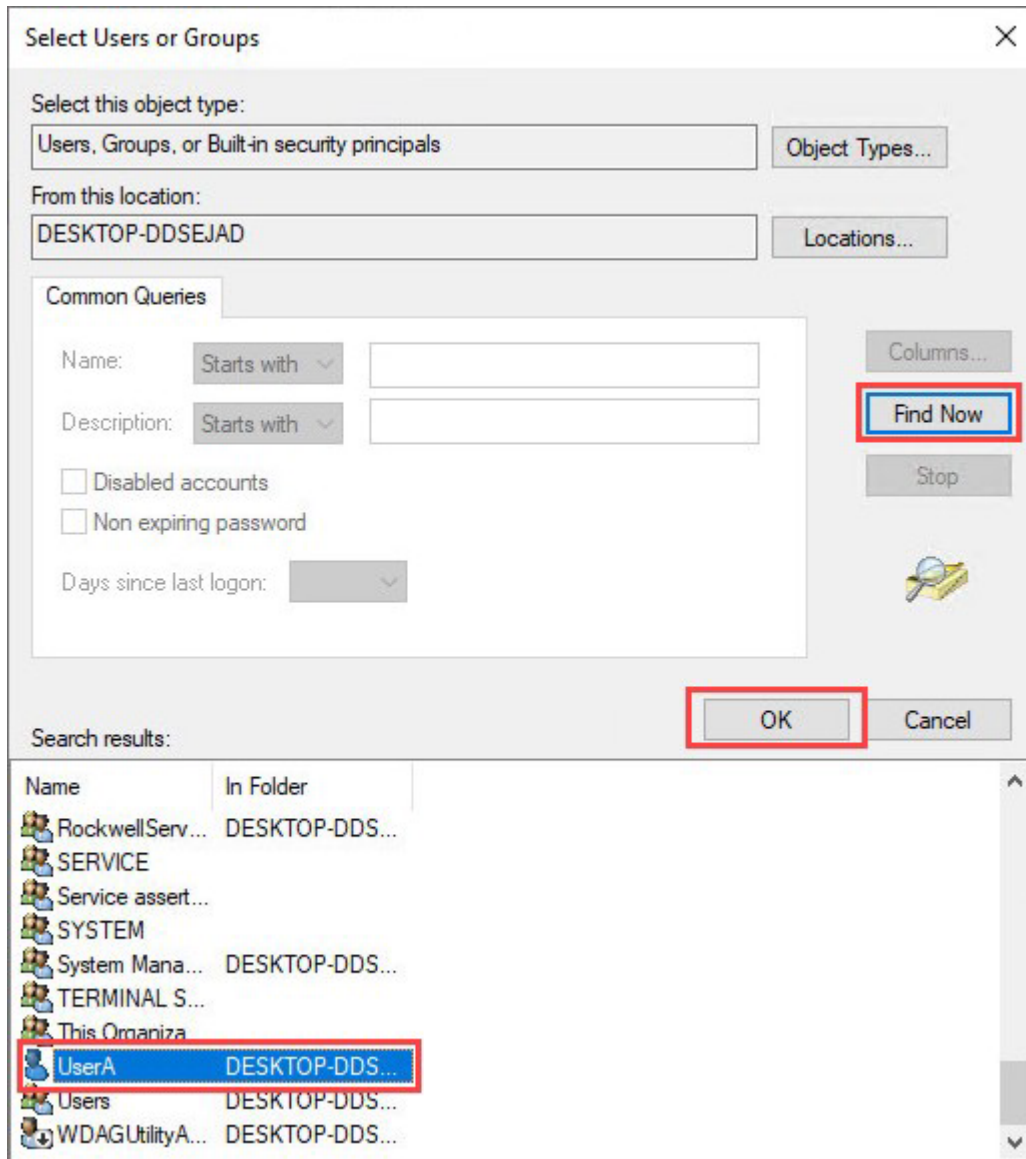 Select Users or Groups
Select this object type:
Users, Groups, or Built-in security principals
Object Types...
From this location:
DESKTOP-DDSEJAD
Locations...
Common Queries
Name:
Starts with
Columns...
Find Now
Description:
Starts with
Stop
Disabled accounts
Non expiring password
Days since last logon:
OK
Cancel
Search results:
Name In Folder
RockwellServ... DESKTOP-DDS...
SERVICE
Service assert...
SYSTEM
System Mana... DESKTOP-DDS...
TERMINAL S...
This Organiza
UserA DESKTOP-DDS...
Users DESKTOP-DDS...
WDAGUtilityA... DESKTOP-DDS...